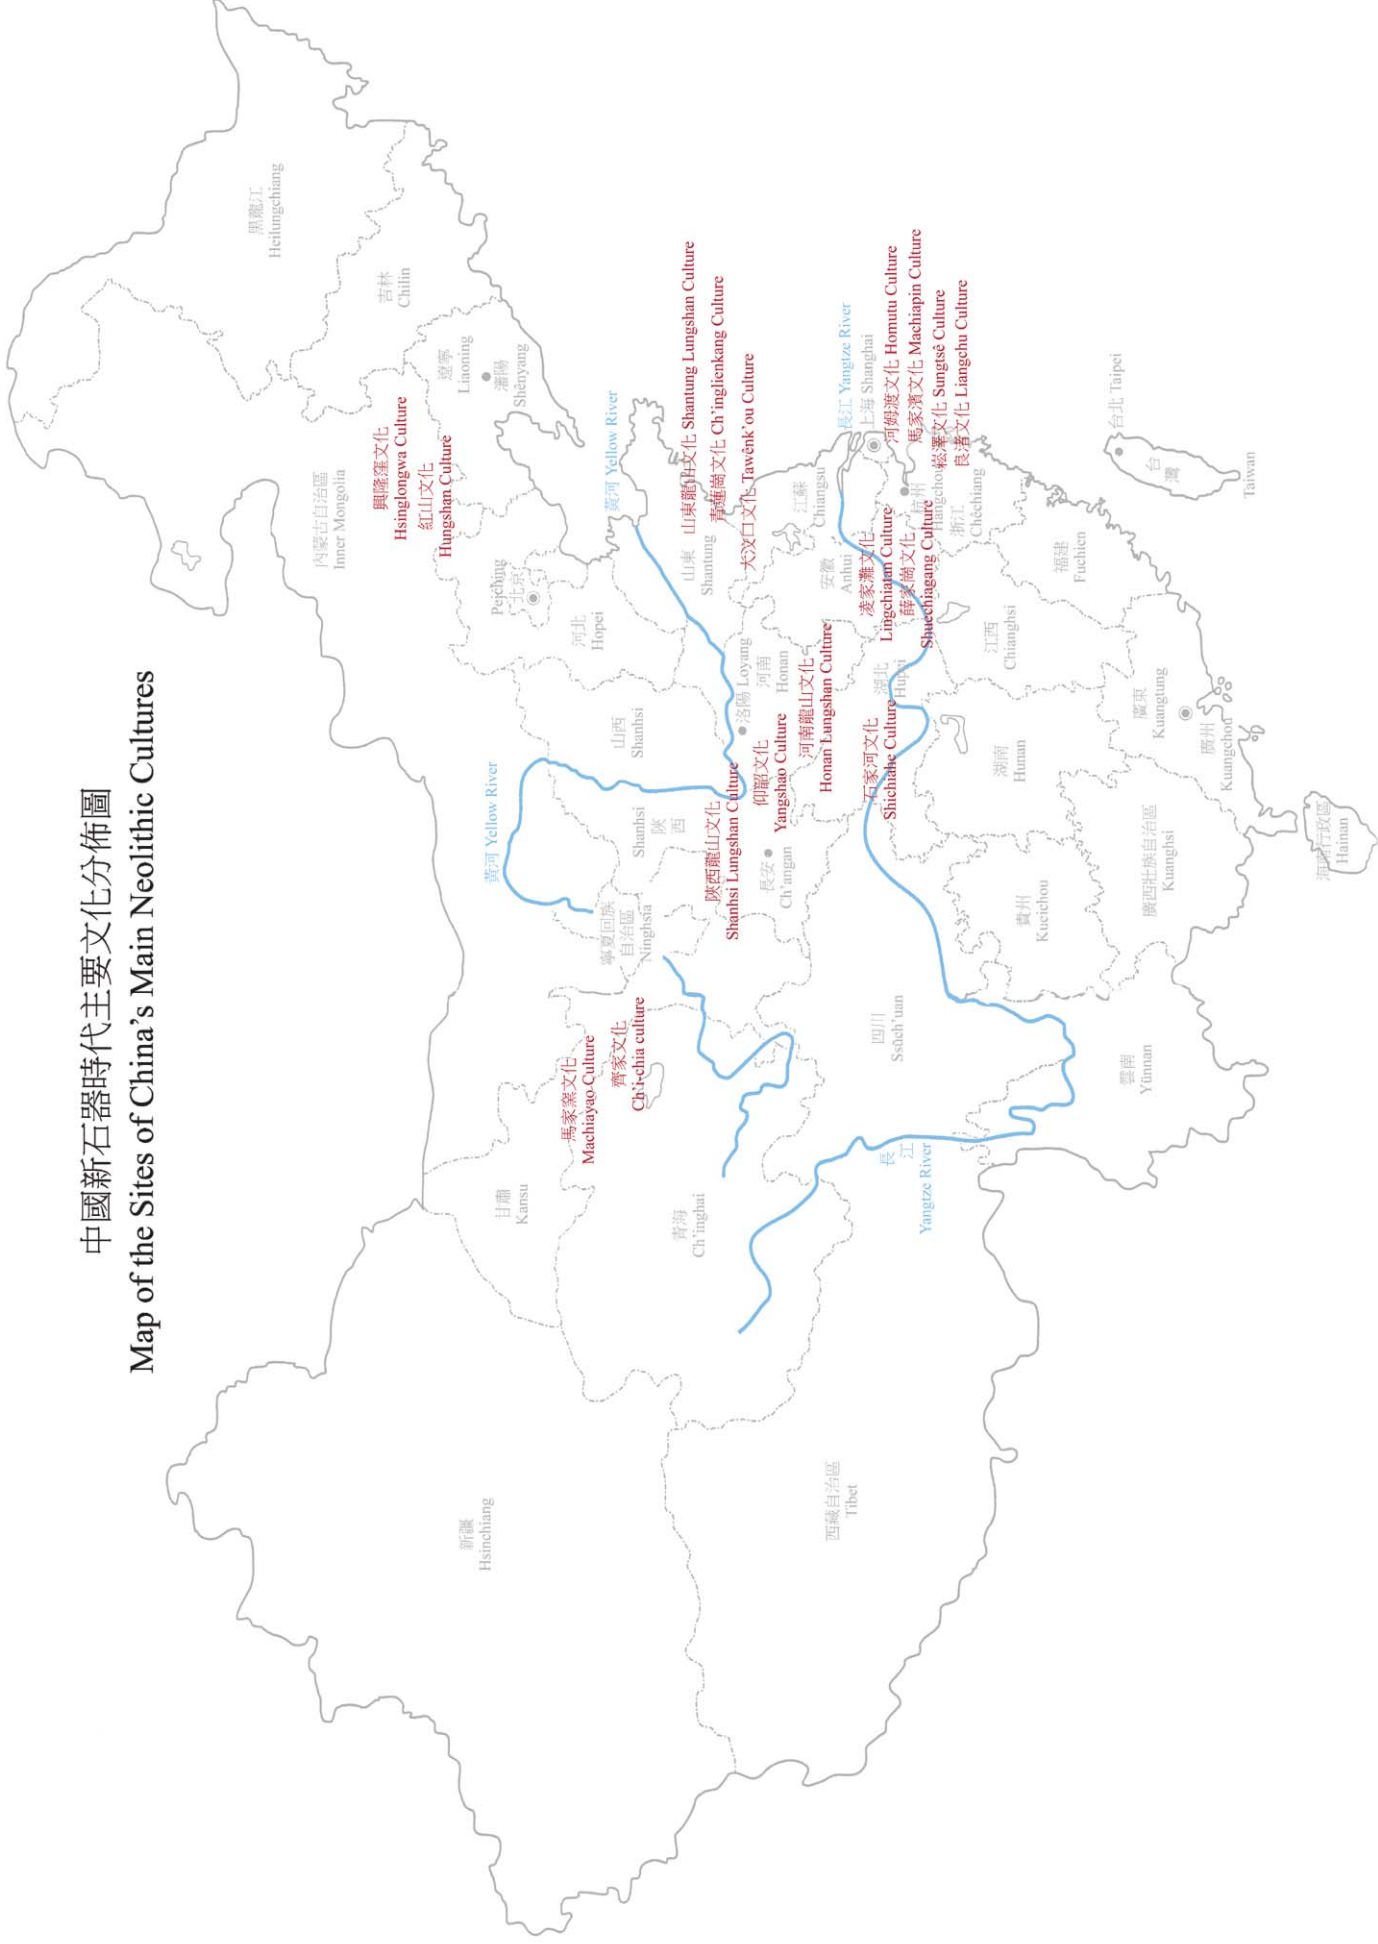 中國新石器時代主要文化分佈圖
Map of the Sites of China's Main Neolithic Cultures
黑龍江
Heilungchiang
吉林
Chilin
遼寧
Liaoning
瀋陽
Shenyang
內蒙古自治區
Inner Mongolia
興隆窪文化
Hsinglongwa Culture
紅山文化
Hungshan Culture
Peiching
北京
河北
Hopei
山西
Shanhsi
黃河 Yellow River
黃河 Yellow River
山東
Shantung
山東龍山文化 Shantung Lungshan Culture
青蓮崗文化 Ch'inglienkang Culture
大汶口文化 Tawênk'ou Culture
洛陽 Loyang
河南
Honan
仰韶文化
Yangshao Culture
河南龍山文化
Honan Lungshan Culture
陝西龍山文化
Shanhsi Lungshan Culture
Shanhsi
陝西
長安
Ch'angan
寧夏回族
自治區
Ninghsia
馬家窯文化
Machiayao Culture
齊家文化
Ch'i-chia culture
甘肅
Kansu
青海
Ch'inghai
新疆
Hsinchiang
西藏自治區
Tibet
長江
Yangtze River
四川
Ssŭch'uan
雲南
Yünnan
貴州
Kueichou
廣西壯族自治區
Kuanghsi
湖南
Hunan
湖北
Hupei
石家河文化
Shichiahe Culture
江蘇
Chiangsu
安徽
Anhui
凌家灘文化
Lingchiatan Culture
薛家崗文化
Shuechiagang Culture
長江 Yangtze River
上海 Shanghai
河姆渡文化 Homutu Culture
馬家濱文化 Machiapin Culture
崧澤文化 Sungtsê Culture
良渚文化 Liangchu Culture
杭州
Hangchou
浙江
Chêchiang
江西
Chianghsi
福建
Fuchien
廣東
Kuangtung
廣州
Kuangchou
海南行政區
Hainan
台北 Taipei
台灣
Taiwan